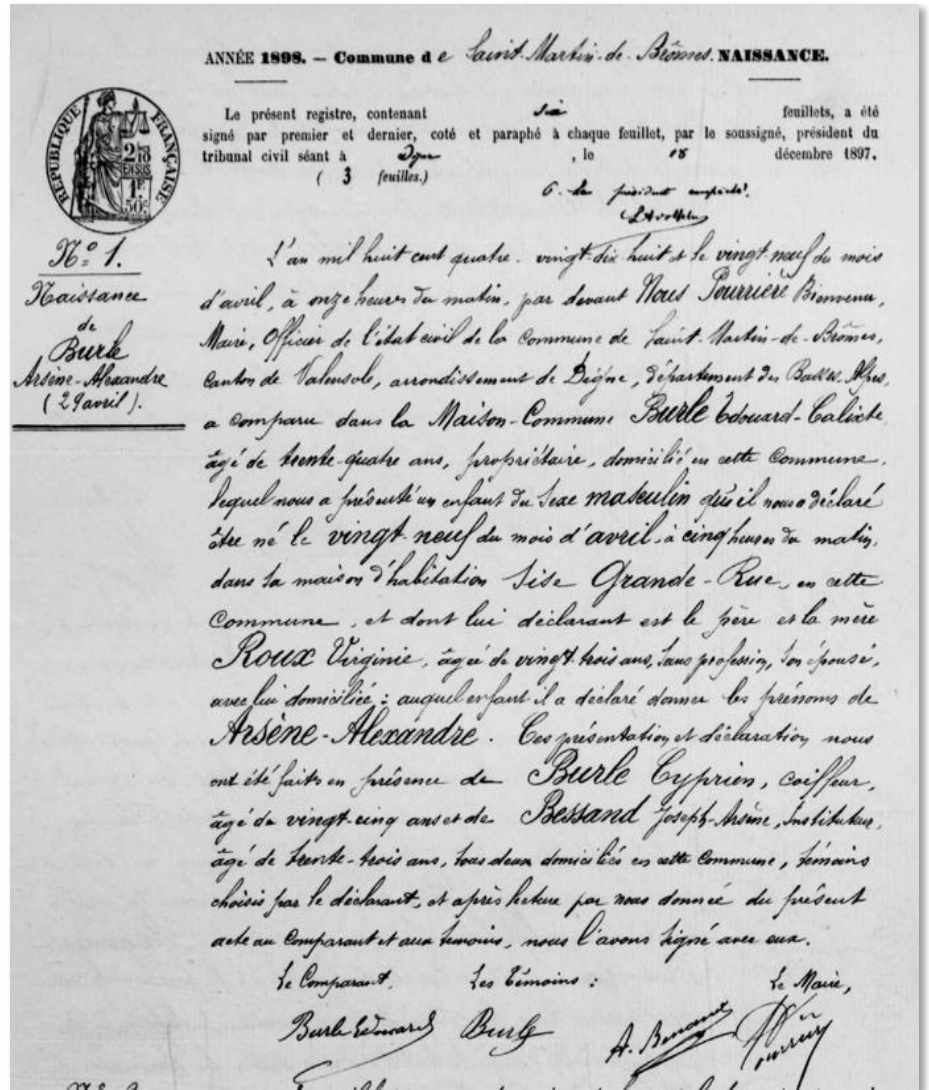 ANNÉE 1898. — Commune de Saint-Martin-de-Brômes. NAISSANCE.
Le présent registre, contenant six feuillets, a été
signé par premier et dernier, coté et paraphé à chaque feuillet, par le soussigné, président du
tribunal civil séant à Digne, le 18 décembre 1897.
( 3 feuilles.)
le président empêché
RÉPUBLIQUE FRANÇAISE
2/10 EN SUS
1F 50c
N° 1.
Naissance
de
Burle
Arsène-Alexandre
(29 avril).
L'an mil huit cent quatre-vingt-dix-huit et le vingt-neuf du mois
d'avril, à onze heures du matin, par devant Nous Pourrière Bienvenu,
Maire, Officier de l'état civil de la Commune de Saint-Martin-de-Brômes,
Canton de Valensole, arrondissement de Digne, département des Basses-Alpes,
a comparu dans la Maison-Commune Burle Edouard-Calixte
âgé de trente-quatre ans, propriétaire, domicilié en cette Commune,
lequel nous a présenté un enfant du sexe masculin qu'il nous a déclaré
être né le vingt-neuf du mois d'avril, à cinq heures du matin,
dans sa maison d'habitation sise Grande-Rue, en cette
Commune, et dont lui déclarant est le père et la mère
Roux Virginie, âgée de vingt-trois ans, sans profession, son épouse,
avec lui domiciliée : auquel enfant il a déclaré donner les prénoms de
Arsène-Alexandre. Ces présentation et déclaration nous
ont été faites en présence de Burle Cyprien, coiffeur,
âgé de vingt-cinq ans et de Bessand Joseph-Arsène, Instituteur,
âgé de trente-trois ans, tous deux domiciliés en cette Commune, témoins
choisis par le déclarant, et après lecture par nous donnée du présent
acte au Comparant et aux témoins, nous l'avons signé avec eux.
Le Comparant, Les Témoins : Le Maire,
Burle Edouard Burle